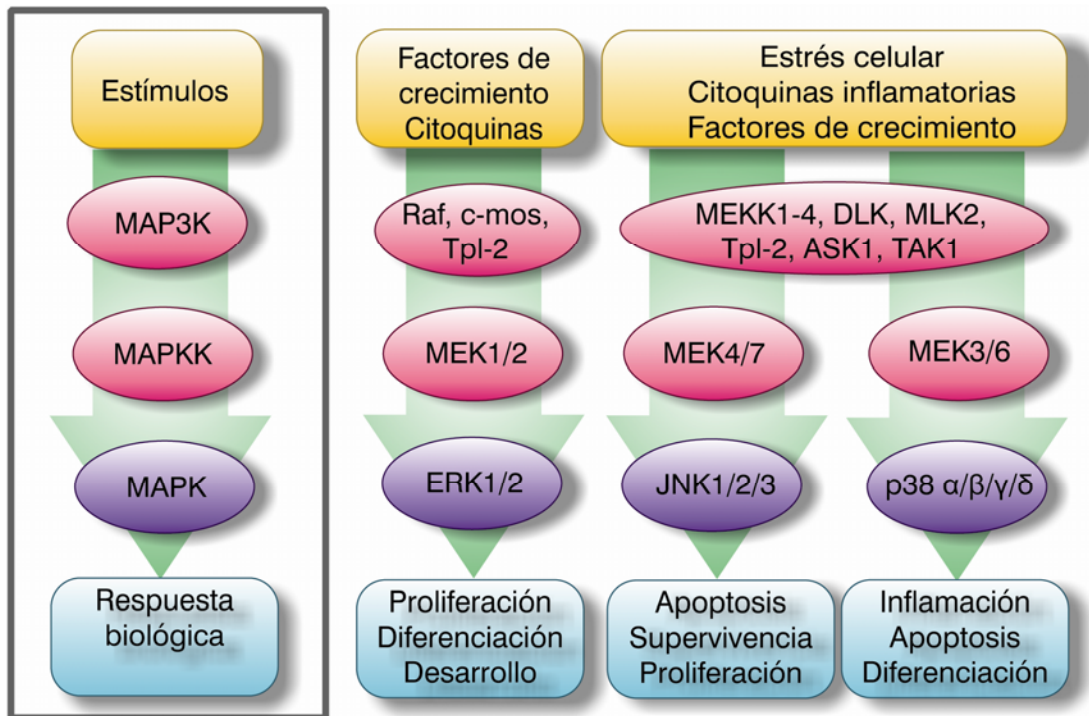 Estímulos
MAP3K
MAPKK
MAPK
Respuesta
biológica
Factores de
crecimiento
Citoquinas
Raf, c-mos,
Tpl-2
MEK1/2
ERK1/2
Proliferación
Diferenciación
Desarrollo
Estrés celular
Citoquinas inflamatorias
Factores de crecimiento
MEKK1-4, DLK, MLK2,
Tpl-2, ASK1, TAK1
MEK4/7
JNK1/2/3
Apoptosis
Supervivencia
Proliferación
MEK3/6
p38 α/β/γ/δ
Inflamación
Apoptosis
Diferenciación